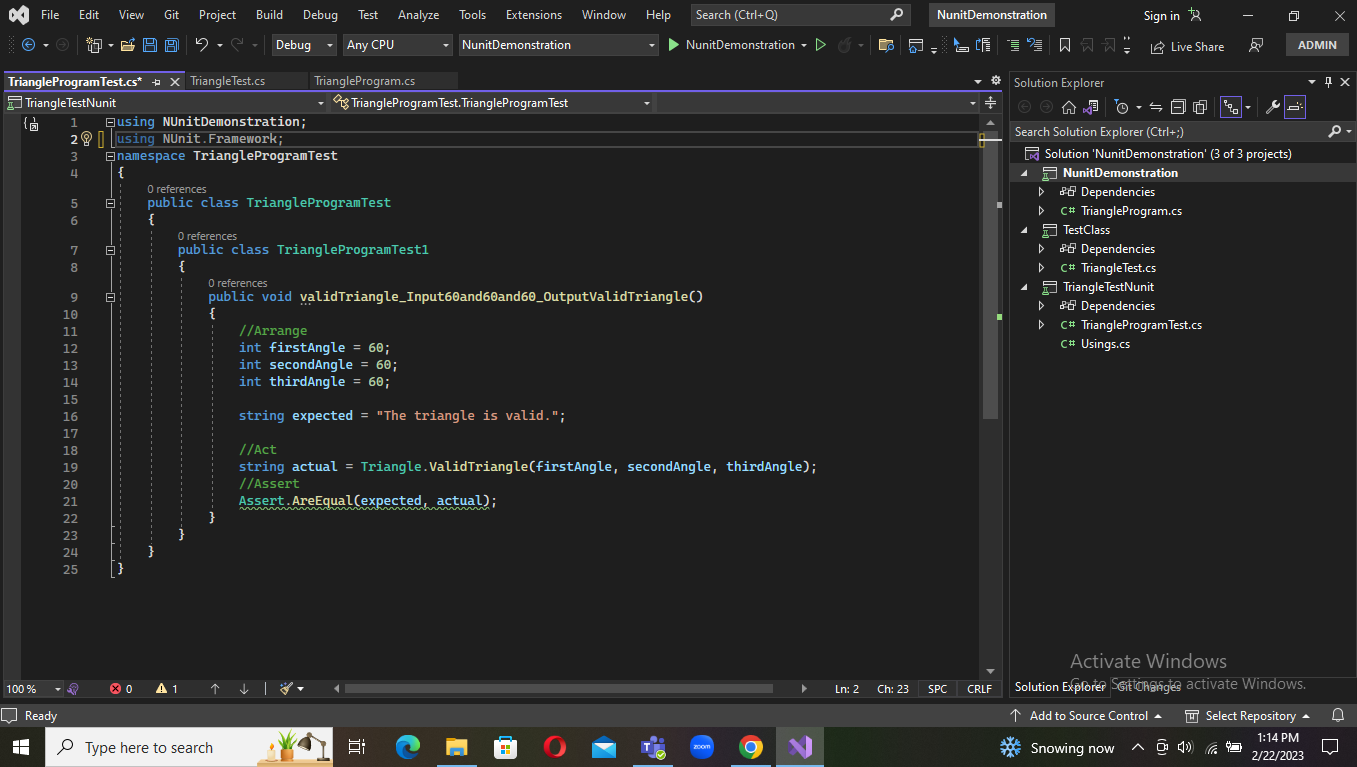 File Edit View Git Project Build Debug Test Analyze Tools Extensions Window Help Search (Ctrl+Q) NunitDemonstration Sign in
Debug Any CPU NUnitDemonstration NUnitDemonstration Live Share ADMIN
TriangleProgramTest.cs* TriangleTest.cs TriangleProgram.cs
TriangleTestNunit TriangleProgramTest.TriangleProgramTest
1 using NUnitDemonstration;
2 using NUnit.Framework;
3 namespace TriangleProgramTest
4 {
0 references
5 public class TriangleProgramTest
6 {
0 references
7 public class TriangleProgramTest1
8 {
0 references
9 public void validTriangle_Input60and60and60_OutputValidTriangle()
10 {
11 //Arrange
12 int firstAngle = 60;
13 int secondAngle = 60;
14 int thirdAngle = 60;
15
16 string expected = "The triangle is valid.";
17
18 //Act
19 string actual = Triangle.ValidTriangle(firstAngle, secondAngle, thirdAngle);
20 //Assert
21 Assert.AreEqual(expected, actual);
22 }
23 }
24 }
25 }
100 % 0 1 Ln: 2 Ch: 23 SPC CRLF
Solution Explorer
Search Solution Explorer (Ctrl+;)
Solution 'NunitDemonstration' (3 of 3 projects)
NunitDemonstration
Dependencies
C# TriangleProgram.cs
TestClass
Dependencies
C# TriangleTest.cs
TriangleTestNunit
Dependencies
C# TriangleProgramTest.cs
C# Usings.cs
Activate Windows
Go to Settings to activate Windows.
Solution Explorer Git Changes
Ready Add to Source Control Select Repository
Type here to search zoom Snowing now 1:14 PM
2/22/2023